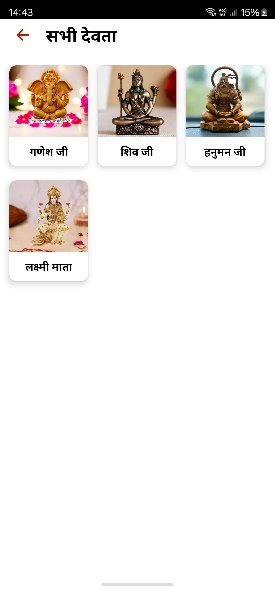 14:43
15%
सभी देवता
गणेश जी
शिव जी
हनुमन जी
लक्ष्मी माता